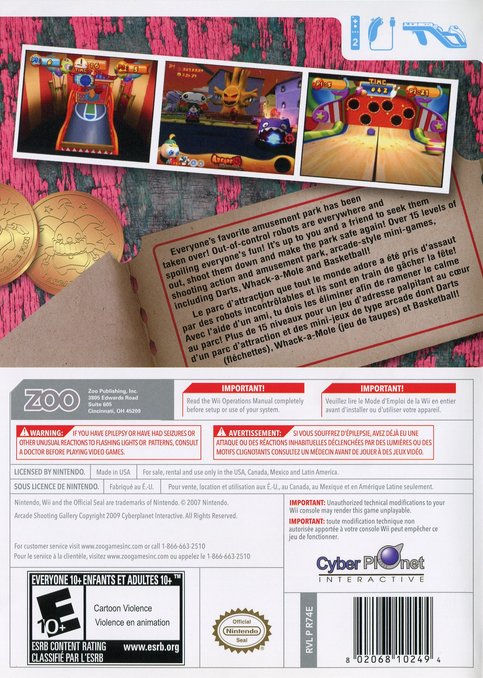 2
TIME
Everyone's favorite amusement park has been
taken over! Out-of-control robots are everywhere and
spoiling everyone's fun! It's up to you and a friend to seek them
out, shoot them down and make the park safe again! Over 15 levels of
shooting action and amusement park, arcade-style mini-games,
including Darts, Whack-a-Mole and Basketball!
Le parc d'attraction que tout le monde adore a été pris d'assaut
par des robots incontrôlables et ils sont en train de gâcher la fête!
Avec l'aide d'un ami, tu dois les éliminer afin de ramener le calme
au parc! Plus de 15 niveaux pour un jeu d'adresse palpitant au cœur
d'un parc d'attraction et des mini-jeux de type arcade dont Darts
(fléchettes), Whack-a-Mole (jeu de taupes) et Basketball!
ZOO
Zoo Publishing, Inc.
3805 Edwards Road
Suite 605
Cincinnati, OH 45209
IMPORTANT!
Read the Wii Operations Manual completely
before setup or use of your system.
IMPORTANT!
Veuillez lire le Mode d'Emploi de la Wii en entier
avant d'installer ou d'utiliser votre appareil.
WARNING: IF YOU HAVE EPILEPSY OR HAVE HAD SEIZURES OR
OTHER UNUSUAL REACTIONS TO FLASHING LIGHTS OR PATTERNS, CONSULT
A DOCTOR BEFORE PLAYING VIDEO GAMES.
AVERTISSEMENT: SI VOUS SOUFFREZ D'ÉPILEPSIE, AVEZ DÉJÀ EU UNE
ATTAQUE OU DES RÉACTIONS INHABITUELLES DÉCLENCHÉES PAR DES LUMIÈRES OU DES
MOTIFS CLIGNOTANTS CONSULTEZ UN MÉDECIN AVANT DE JOUER À DES JEUX VIDÉO.
LICENSED BY NINTENDO. Made in USA For sale, rental and use only in the USA, Canada, Mexico and Latin America.
SOUS LICENCE DE NINTENDO. Fabriqué au É.U. Pour vente, location et utilisation aux É.-U., au Canada, au Mexique et en Amérique Latine seulement.
Nintendo, Wii and the Official Seal are trademarks of Nintendo. © 2007 Nintendo.
Arcade Shooting Gallery Copyright 2009 Cyberplanet Interactive. All Rights Reserved.
IMPORTANT: Unauthorized technical modifications to your
Wii console may render this game unplayable.
IMPORTANT: toute modification technique non
autorisée apportée à votre console Wii peut empêcher ce
jeu de fonctionner.
For customer service visit www.zoogamesinc.com or call 1-866-663-2510
Pour le service à la clientèle, visitez www.zoogamesinc.com ou appelez le 1-866-663-2510
Cyber Planet
INTERACTIVE
EVERYONE 10+ ENFANTS ET ADULTES 10+™
E
10+
Cartoon Violence
Violence en animation
ESRB CONTENT RATING
CLASSIFIÉ PAR L'ESRB
www.esrb.org
Official
Nintendo
Seal
RVL P R74E
8 02068 10249 4